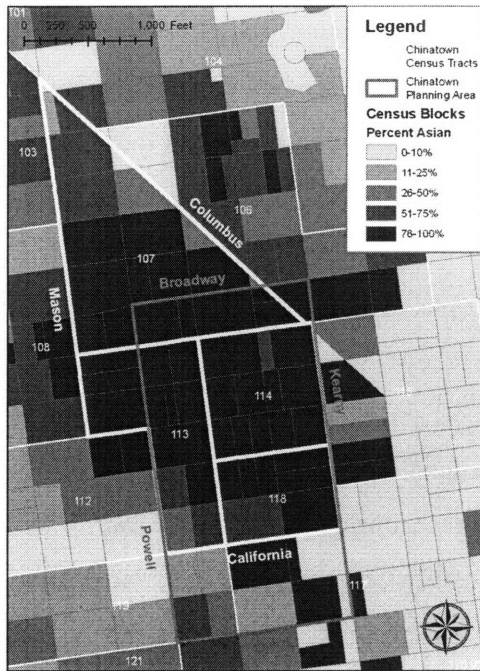 101
0 250 500 1,000 Feet
104
103
106
Columbus
107
Broadway
Mason
108
114
Kearny
113
112
118
Powell
California
117
121
Legend
Chinatown
Census Tracts
Chinatown
Planning Area
Census Blocks
Percent Asian
0-10%
11-25%
26-50%
51-75%
76-100%